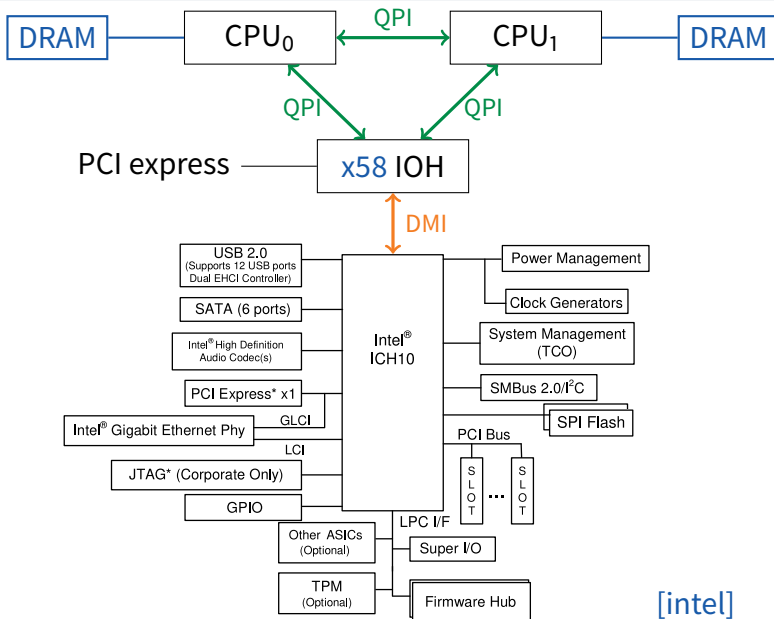 QPI
DRAM
CPU0
CPU1
DRAM
QPI
QPI
PCI express
x58 IOH
DMI
USB 2.0
(Supports 12 USB ports
Dual EHCI Controller)
Power Management
SATA (6 ports)
Clock Generators
Intel® High Definition
Audio Codec(s)
Intel®
ICH10
System Management
(TCO)
PCI Express* x1
SMBus 2.0/I²C
GLCI
SPI Flash
Intel® Gigabit Ethernet Phy
PCI Bus
LCI
JTAG* (Corporate Only)
SLOT
...
SLOT
GPIO
LPC I/F
Other ASICs
(Optional)
Super I/O
TPM
(Optional)
Firmware Hub
[intel]